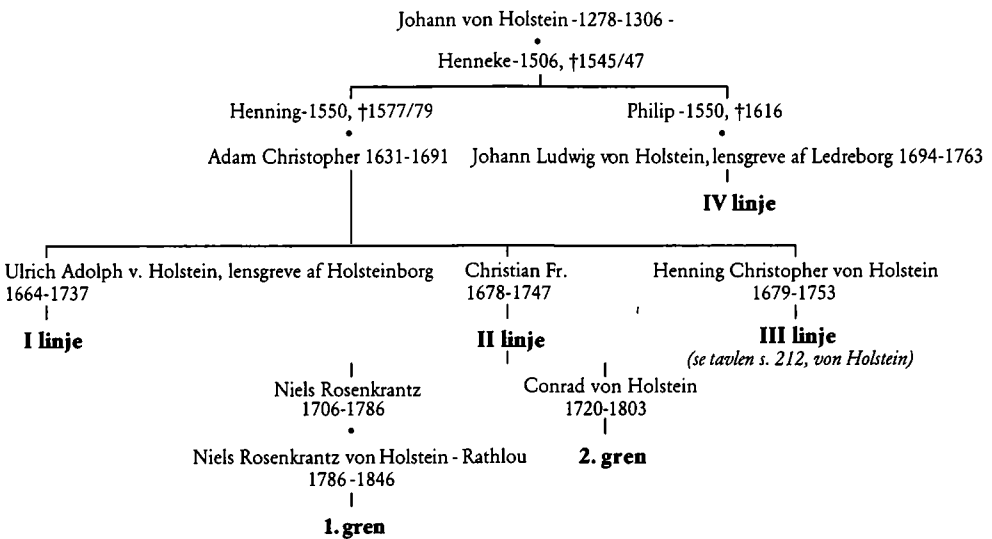 Johann von Holstein -1278-1306 -
Henneke-1506, †1545/47
Henning-1550, †1577/79
Philip -1550, †1616
Adam Christopher 1631-1691
Johann Ludwig von Holstein, lensgreve af Ledreborg 1694-1763
IV linje
Ulrich Adolph v. Holstein, lensgreve af Holsteinborg
1664-1737
I linje
Christian Fr.
1678-1747
II linje
Henning Christopher von Holstein
1679-1753
III linje
(se tavlen s. 212, von Holstein)
Niels Rosenkrantz
1706-1786
Conrad von Holstein
1720-1803
2. gren
Niels Rosenkrantz von Holstein - Rathlou
1786 -1846
1. gren